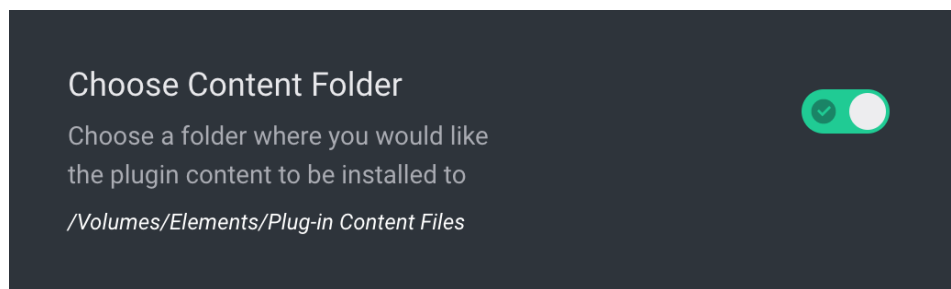 Choose Content Folder
Choose a folder where you would like
the plugin content to be installed to
/Volumes/Elements/Plug-in Content Files